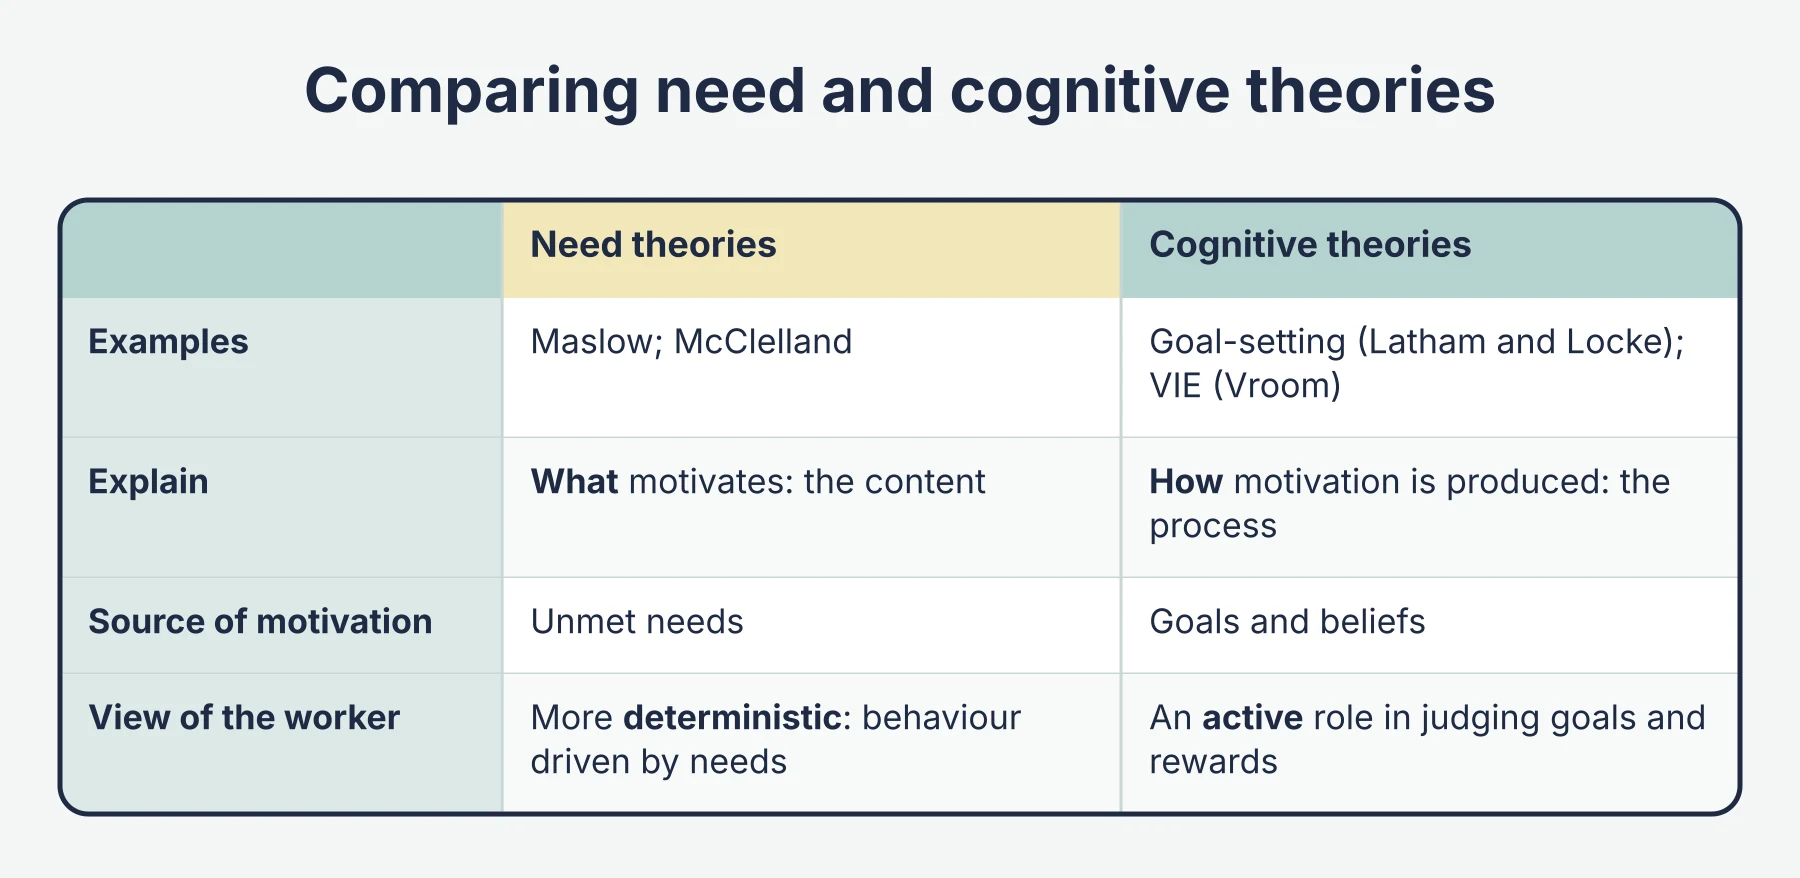 Comparing need and cognitive theories
Need theories
Cognitive theories
Examples
Maslow; McClelland
Goal-setting (Latham and Locke);
VIE (Vroom)
Explain
What motivates: the content
How motivation is produced: the
process
Source of motivation
Unmet needs
Goals and beliefs
View of the worker
More deterministic: behaviour
driven by needs
An active role in judging goals and
rewards